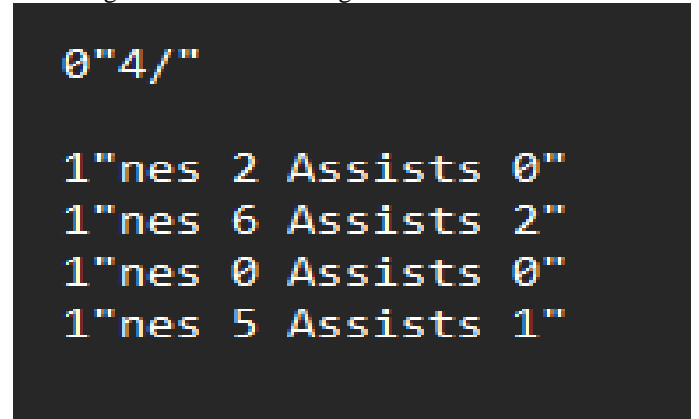 0"4/"
1"nes 2 Assists 0"
1"nes 6 Assists 2"
1"nes 0 Assists 0"
1"nes 5 Assists 1"